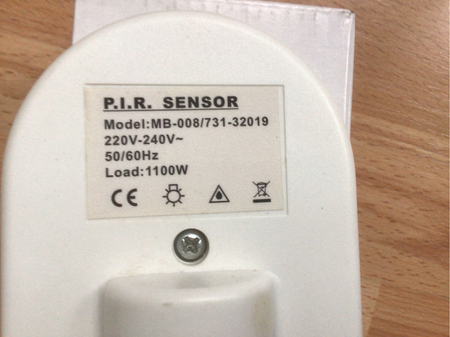 P.I.R. SENSOR
Model:MB-008/731-32019
220V-240V~
50/60Hz
Load:1100W
CE